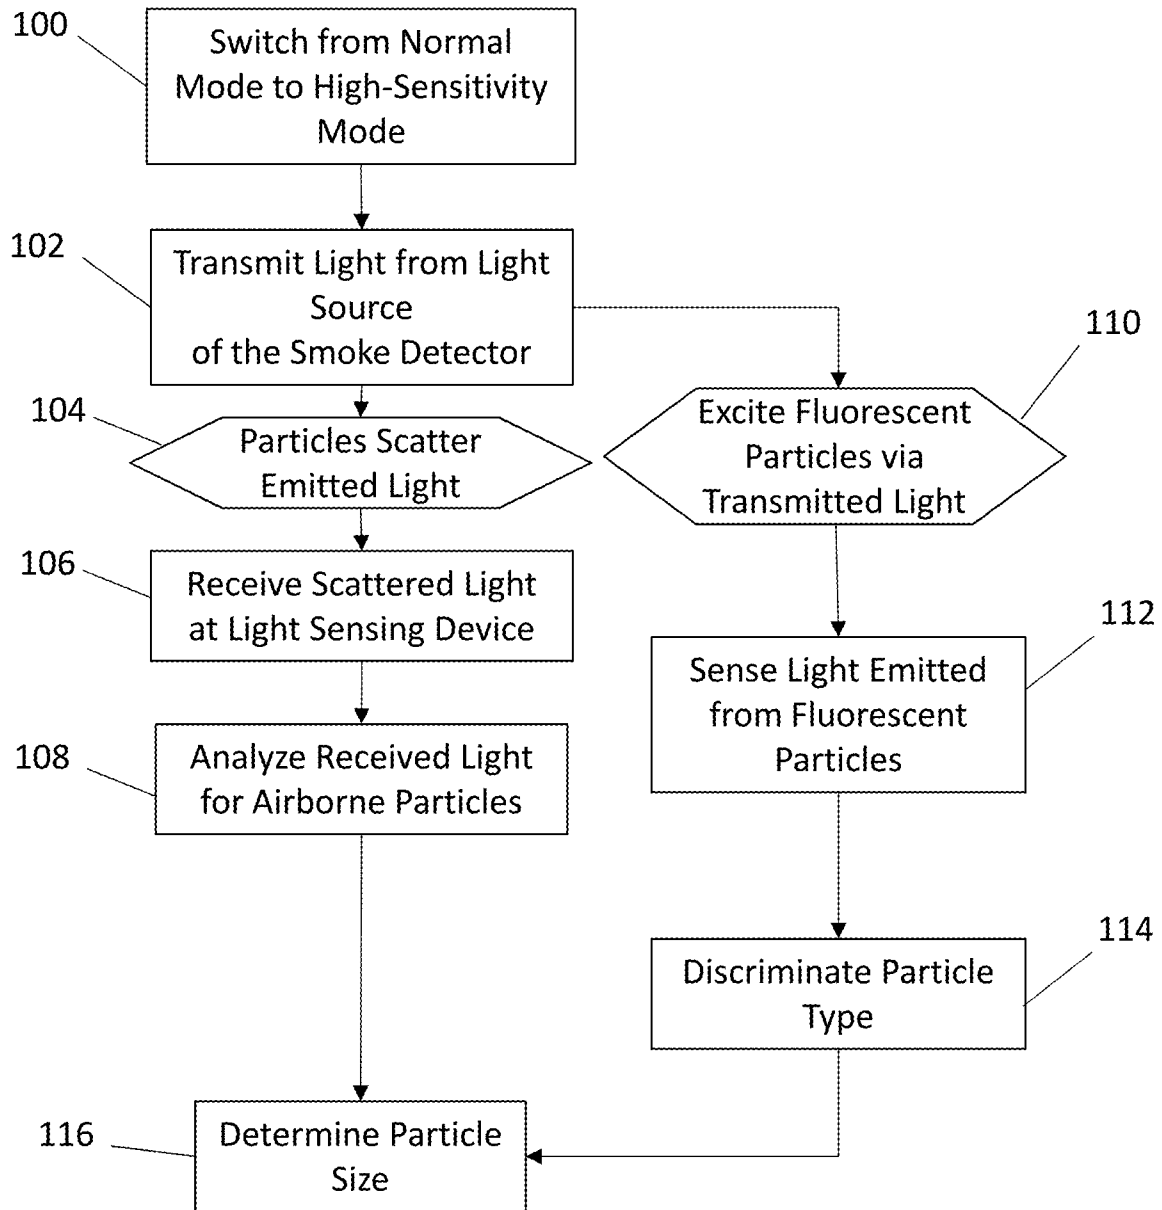 100
Switch from Normal
Mode to High-Sensitivity
Mode
102
Transmit Light from Light
Source
of the Smoke Detector
104
Particles Scatter
Emitted Light
106
Receive Scattered Light
at Light Sensing Device
108
Analyze Received Light
for Airborne Particles
110
Excite Fluorescent
Particles via
Transmitted Light
112
Sense Light Emitted
from Fluorescent
Particles
114
Discriminate Particle
Type
116
Determine Particle
Size